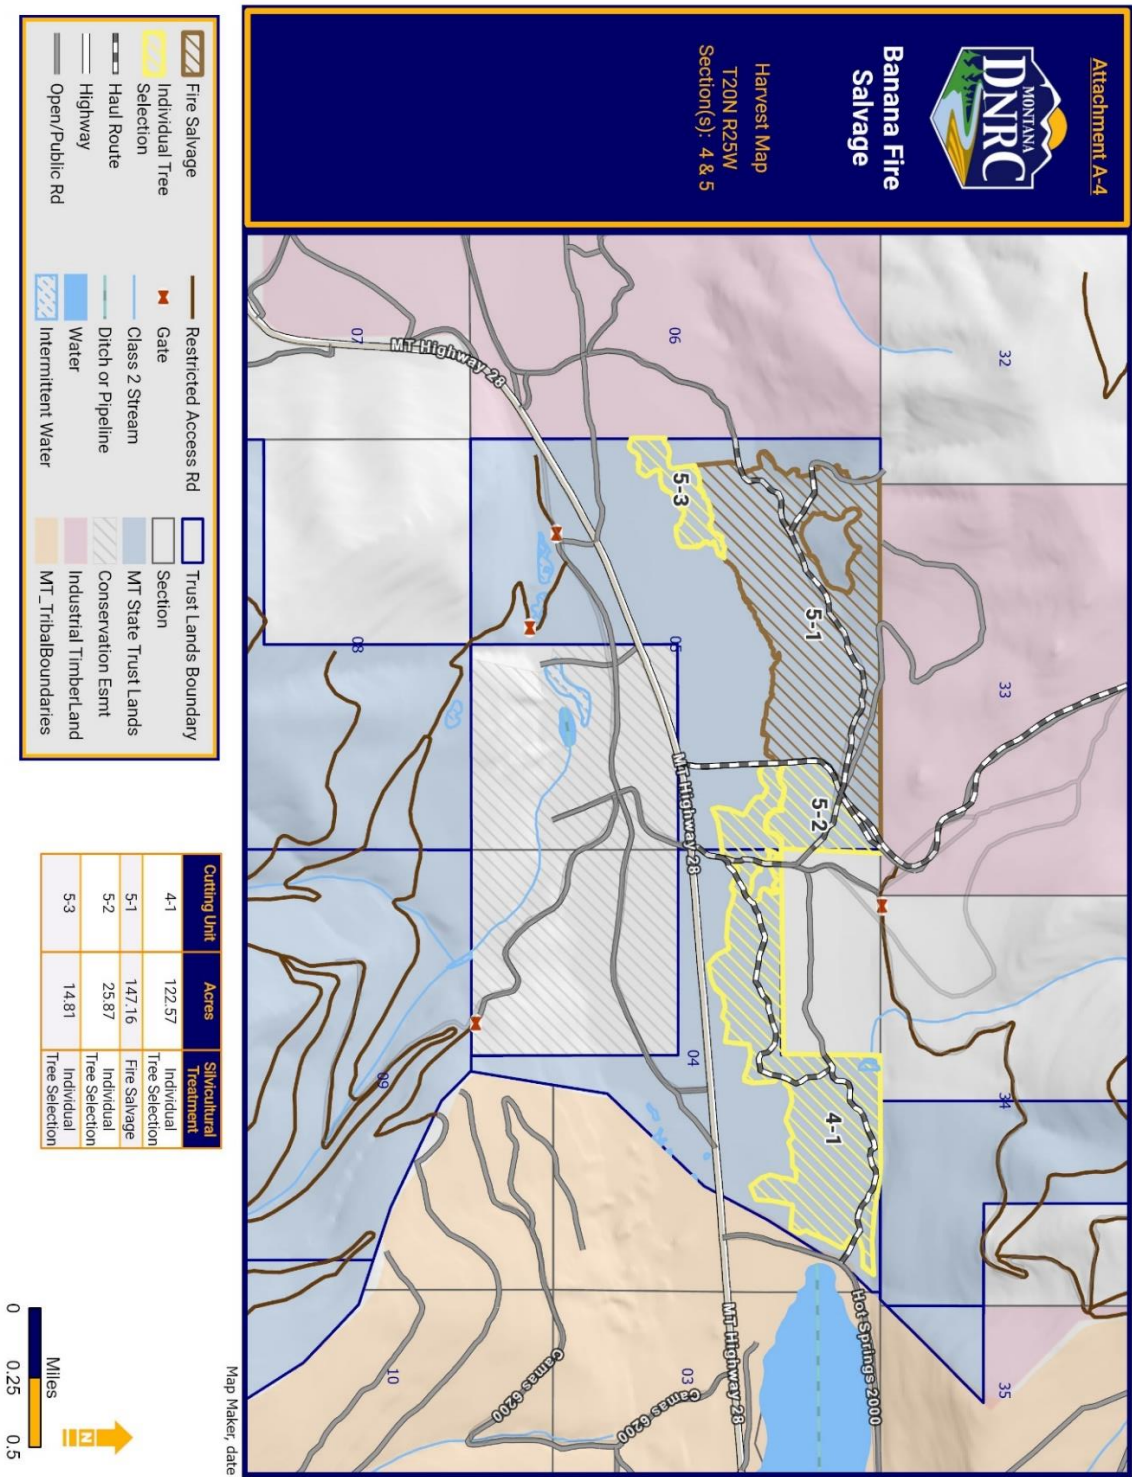 Attachment A-4
MONTANA
DNRC
Banana Fire
Salvage
Harvest Map
T20N R25W
Section(s): 4 & 5
32
33
34
35
06
05
04
03
07
08
09
10
5-1
5-2
5-3
4-1
MT Highway 28
MT Highway 28
MT Highway 28
Hot Springs 2000
Camas 6200
Camas 6200
Fire Salvage
Individual Tree
Selection
Haul Route
Highway
Open/Public Rd
Restricted Access Rd
Gate
Class 2 Stream
Ditch or Pipeline
Water
Intermittent Water
Trust Lands Boundary
Section
MT State Trust Lands
Conservation Esmt
Industrial TimberLand
MT_TribalBoundaries
Cutting Unit Acres Silvicultural
Treatment
4-1 122.57 Individual
Tree Selection
5-1 147.16 Fire Salvage
5-2 25.87 Individual
Tree Selection
5-3 14.81 Individual
Tree Selection
Map Maker, date
Miles
0 0.25 0.5
N